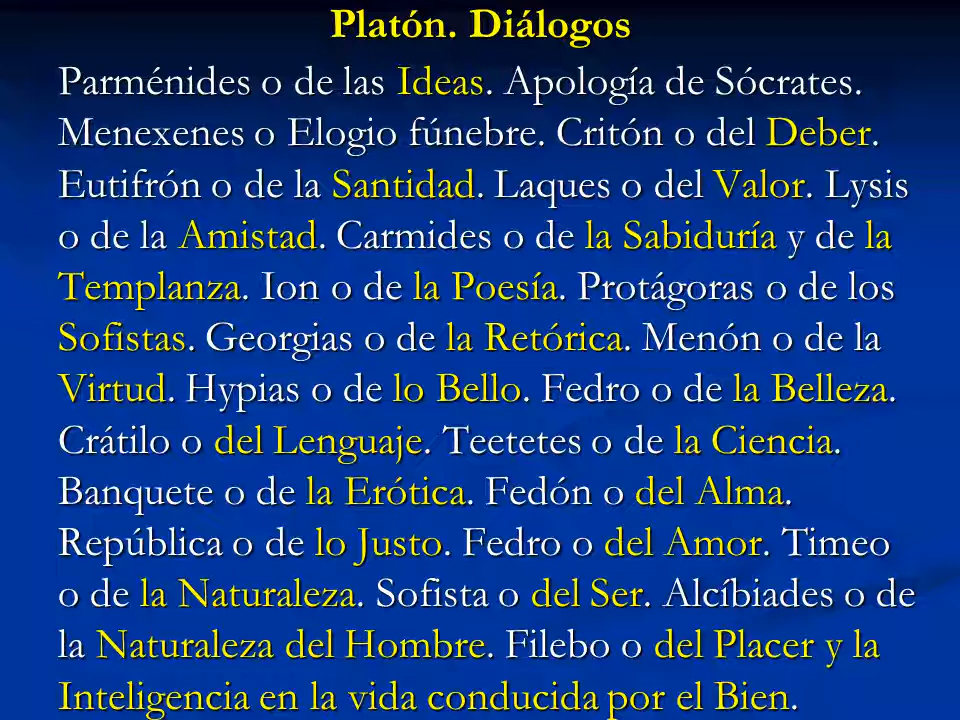 Platón. Diálogos
Parménides o de las Ideas. Apología de Sócrates.
Menexenes o Elogio fúnebre. Critón o del Deber.
Eutifrón o de la Santidad. Laques o del Valor. Lysis
o de la Amistad. Carmides o de la Sabiduría y de la
Templanza. Ion o de la Poesía. Protágoras o de los
Sofistas. Georgias o de la Retórica. Menón o de la
Virtud. Hypias o de lo Bello. Fedro o de la Belleza.
Crátilo o del Lenguaje. Teetetes o de la Ciencia.
Banquete o de la Erótica. Fedón o del Alma.
República o de lo Justo. Fedro o del Amor. Timeo
o de la Naturaleza. Sofista o del Ser. Alcíbiades o de
la Naturaleza del Hombre. Filebo o del Placer y la
Inteligencia en la vida conducida por el Bien.